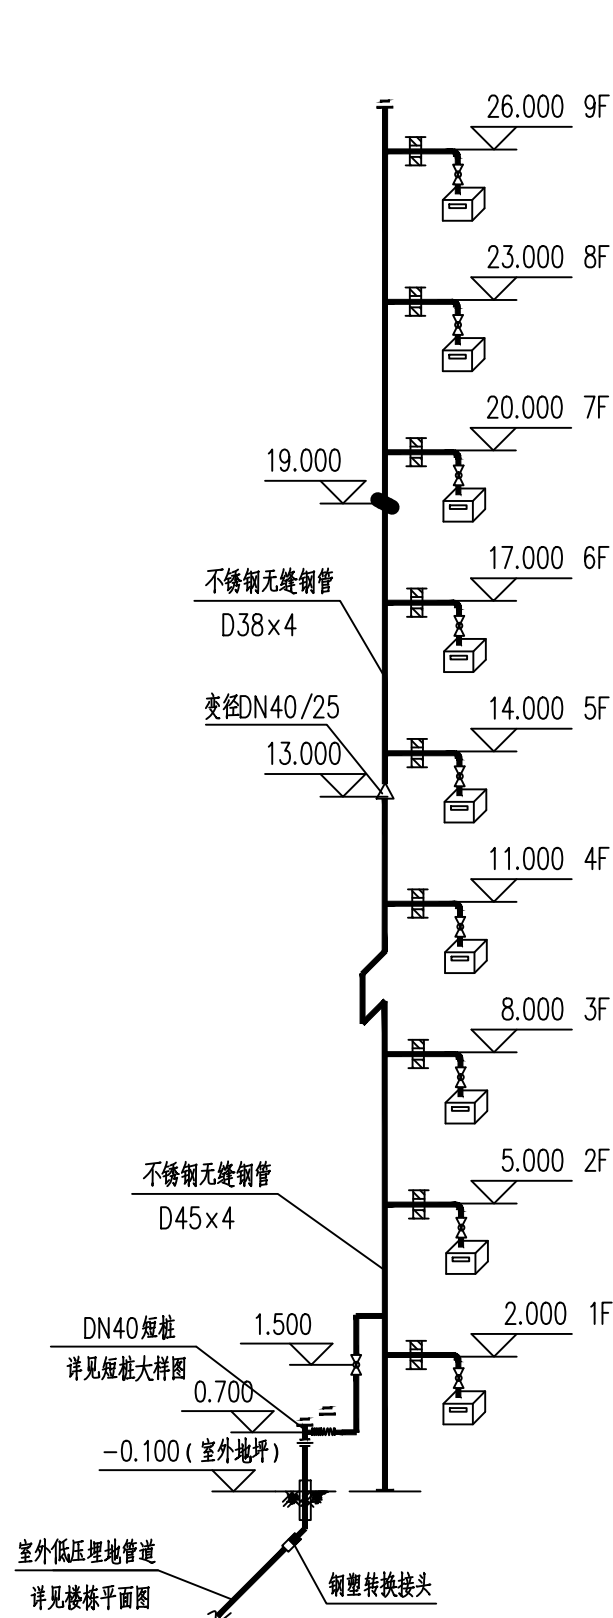 26.000 9F
23.000 8F
20.000 7F
19.000
17.000 6F
不锈钢无缝钢管
D38×4
变径DN40/25
14.000 5F
13.000
11.000 4F
8.000 3F
5.000 2F
不锈钢无缝钢管
D45×4
2.000 1F
DN40短桩
1.500
详见短桩大样图
0.700
-0.100(室外地坪)
室外低压埋地管道
详见楼栋平面图
钢塑转换接头